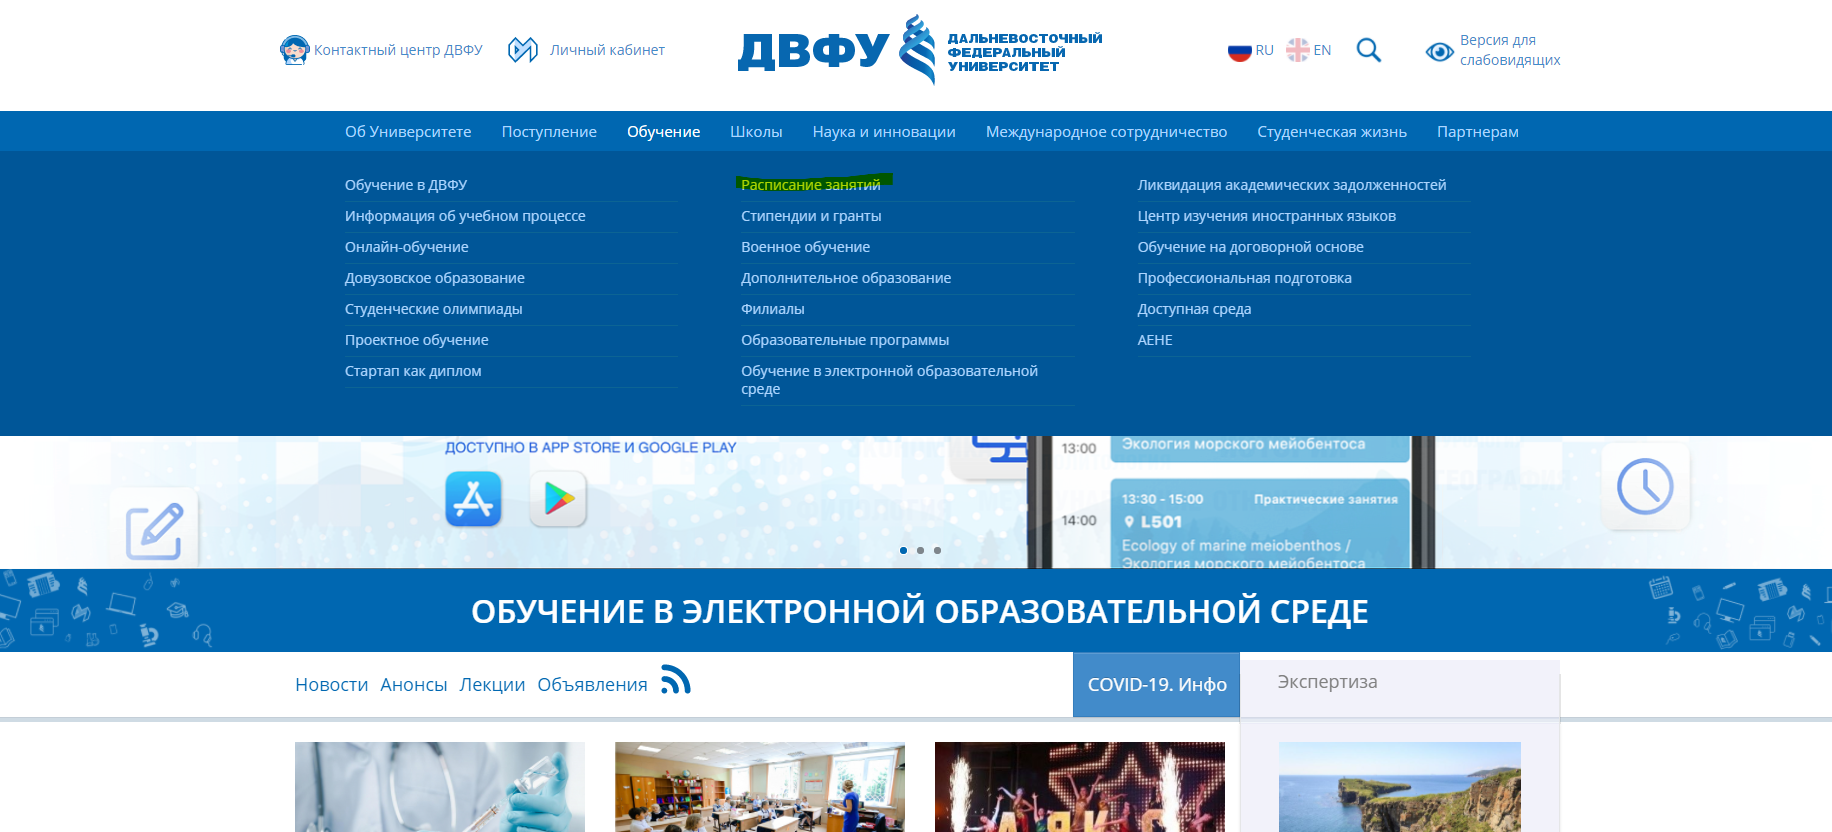 Контактный центр ДВФУ
Личный кабинет
ДВФУ
ДАЛЬНЕВОСТОЧНЫЙ
ФЕДЕРАЛЬНЫЙ
УНИВЕРСИТЕТ
RU
EN
Версия для
слабовидящих
Об Университете
Поступление
Обучение
Школы
Наука и инновации
Международное сотрудничество
Студенческая жизнь
Партнерам
Обучение в ДВФУ
Информация об учебном процессе
Онлайн-обучение
Довузовское образование
Студенческие олимпиады
Проектное обучение
Стартап как диплом
Расписание занятий
Стипендии и гранты
Военное обучение
Дополнительное образование
Филиалы
Образовательные программы
Обучение в электронной образовательной
среде
Ликвидация академических задолженностей
Центр изучения иностранных языков
Обучение на договорной основе
Профессиональная подготовка
Доступная среда
АЕНЕ
ДОСТУПНО В APP STORE И GOOGLE PLAY
13:00
Экология морского мейобентоса
13:30 - 15:00
Практические занятия
14:00
L501
Ecology of marine meiobenthos /
Экология морского мейобентоса
ОБУЧЕНИЕ В ЭЛЕКТРОННОЙ ОБРАЗОВАТЕЛЬНОЙ СРЕДЕ
Новости
Анонсы
Лекции
Объявления
COVID-19. Инфо
Экспертиза